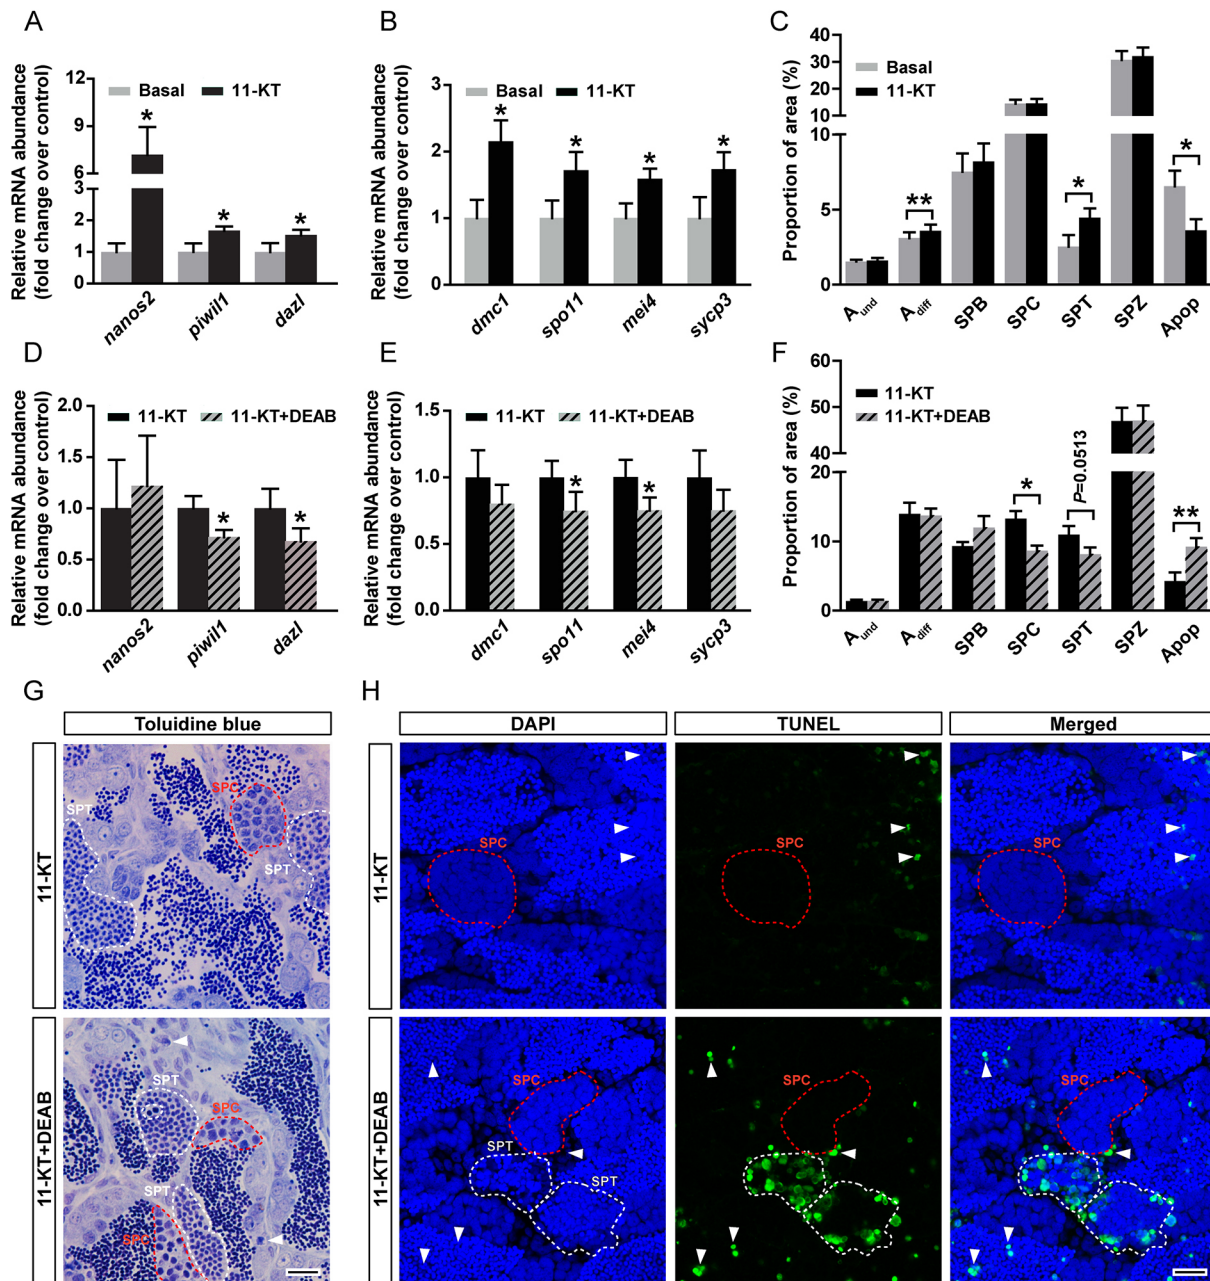 A
Relative mRNA abundance
(fold change over control)
12
9
6
3
2
1
0
Basal
11-KT
*
*
*
nanos2
piwil1
dazl
B
Relative mRNA abundance
(fold change over control)
3
2
1
0
Basal
11-KT
*
*
*
*
dmc1
spo11
mei4
sycp3
C
Proportion of area (%)
40
30
20
10
10
5
0
Basal
11-KT
**
*
*
A und
A diff
SPB
SPC
SPT
SPZ
Apop
D
Relative mRNA abundance
(fold change over control)
2.0
1.5
1.0
0.5
0.0
11-KT
11-KT+DEAB
*
*
nanos2
piwil1
dazl
E
Relative mRNA abundance
(fold change over control)
1.5
1.0
0.5
0.0
11-KT
11-KT+DEAB
*
*
dmc1
spo11
mei4
sycp3
F
Proportion of area (%)
60
50
40
20
10
0
11-KT
11-KT+DEAB
*
P=0.0513
**
A und
A diff
SPB
SPC
SPT
SPZ
Apop
G
Toluidine blue
11-KT
SPC
SPT
SPT
11-KT+DEAB
SPT
SPC
SPT
SPC
H
DAPI
TUNEL
Merged
11-KT
SPC
SPC
SPC
11-KT+DEAB
SPC
SPT
SPT
SPC
SPT
SPT
SPC
SPT
SPT